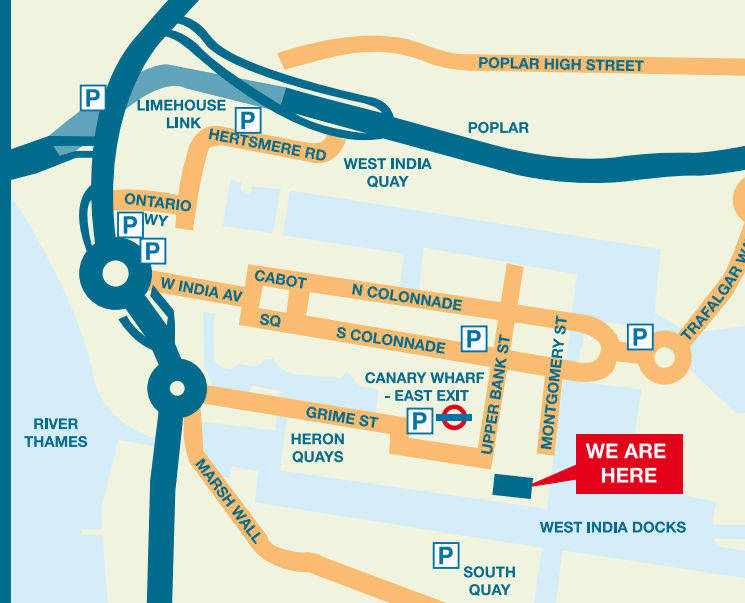 POPLAR HIGH STREET
P
LIMEHOUSE
LINK
P
POPLAR
HERTSMERE RD
WEST INDIA
QUAY
ONTARIO
WY
P
P
TRAFALGAR WA
CABOT
SQ
W INDIA AV
N COLONNADE
S COLONNADE
P
P
UPPER BANK ST
MONTGOMERY ST
CANARY WHARF
- EAST EXIT
P
GRIME ST
HERON
QUAYS
RIVER
THAMES
MARSH WALL
WE ARE
HERE
WEST INDIA DOCKS
P
SOUTH
QUAY